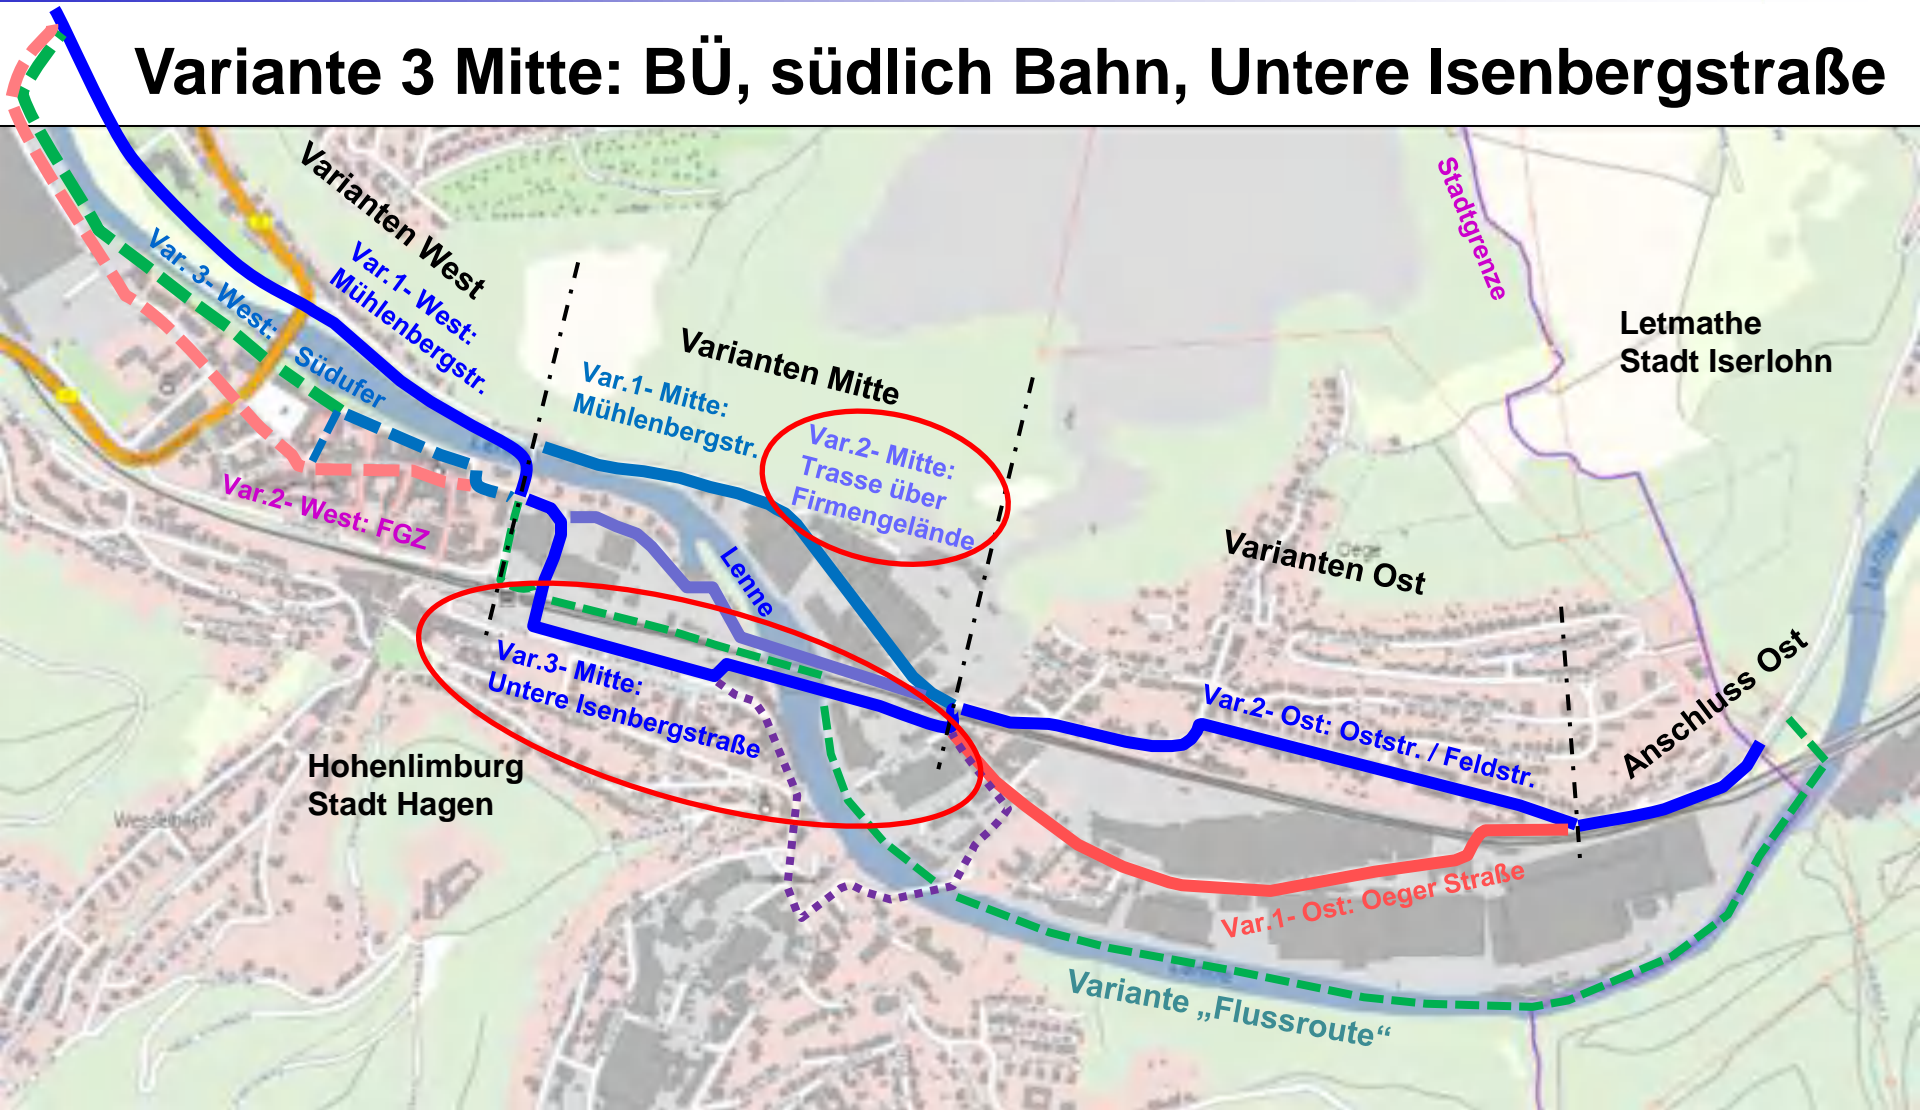 Variante 3 Mitte: BÜ, südlich Bahn, Untere Isenbergstraße
Varianten West
Var.1- West:
Mühlenbergstr.
Var. 3- West:
Südufer
Var.2- West: FGZ
Varianten Mitte
Var.1- Mitte:
Mühlenbergstr.
Var.2- Mitte:
Trasse über
Firmengelände
Lenne
Var.3- Mitte:
Untere Isenbergstraße
Hohenlimburg
Stadt Hagen
Wesselbach
Stadtgrenze
Letmathe
Stadt Iserlohn
Oege
Varianten Ost
Var.2- Ost: Oststr. / Feldstr.
Anschluss Ost
Var.1- Ost: Oeger Straße
Variante „Flussroute“
Lenne